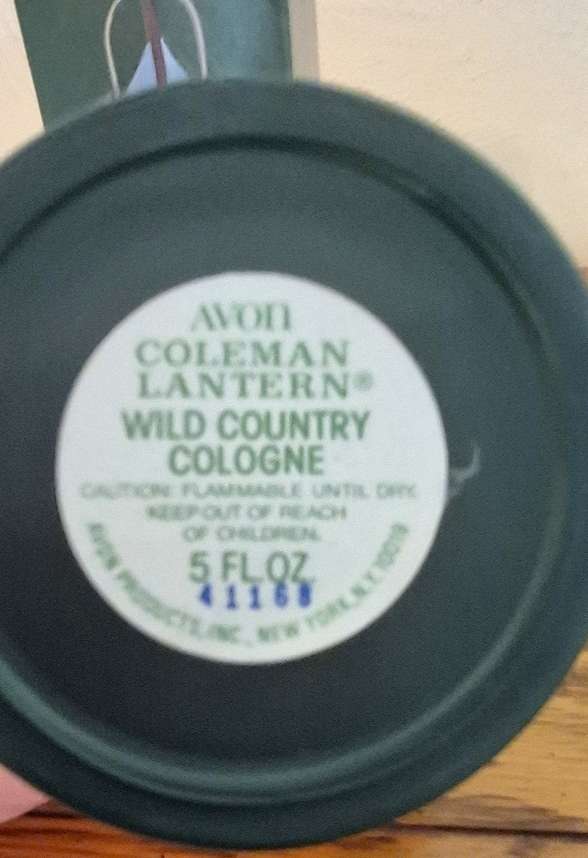 AVON
COLEMAN
LANTERN®
WILD COUNTRY
COLOGNE
CAUTION: FLAMMABLE UNTIL DRY.
KEEP OUT OF REACH
OF CHILDREN.
5 FL. OZ.
41168
AVON PRODUCTS, INC., NEW YORK, N.Y. 10019